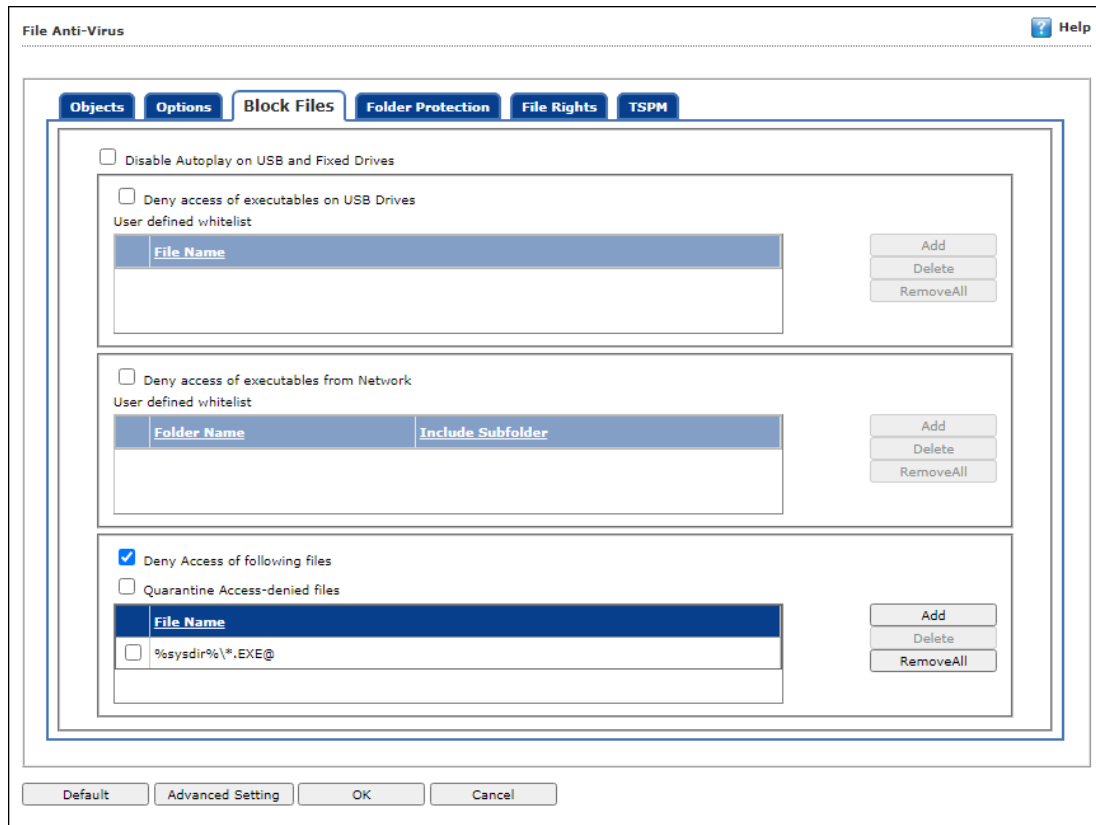 File Anti-Virus
? Help
Objects Options Block Files Folder Protection File Rights TSPM
Disable Autoplay on USB and Fixed Drives
Deny access of executables on USB Drives
User defined whitelist
File Name
Add
Delete
RemoveAll
Deny access of executables from Network
User defined whitelist
Folder Name Include Subfolder
Add
Delete
RemoveAll
Deny Access of following files
Quarantine Access-denied files
File Name
%sysdir%\*.EXE@
Add
Delete
RemoveAll
Default Advanced Setting OK Cancel